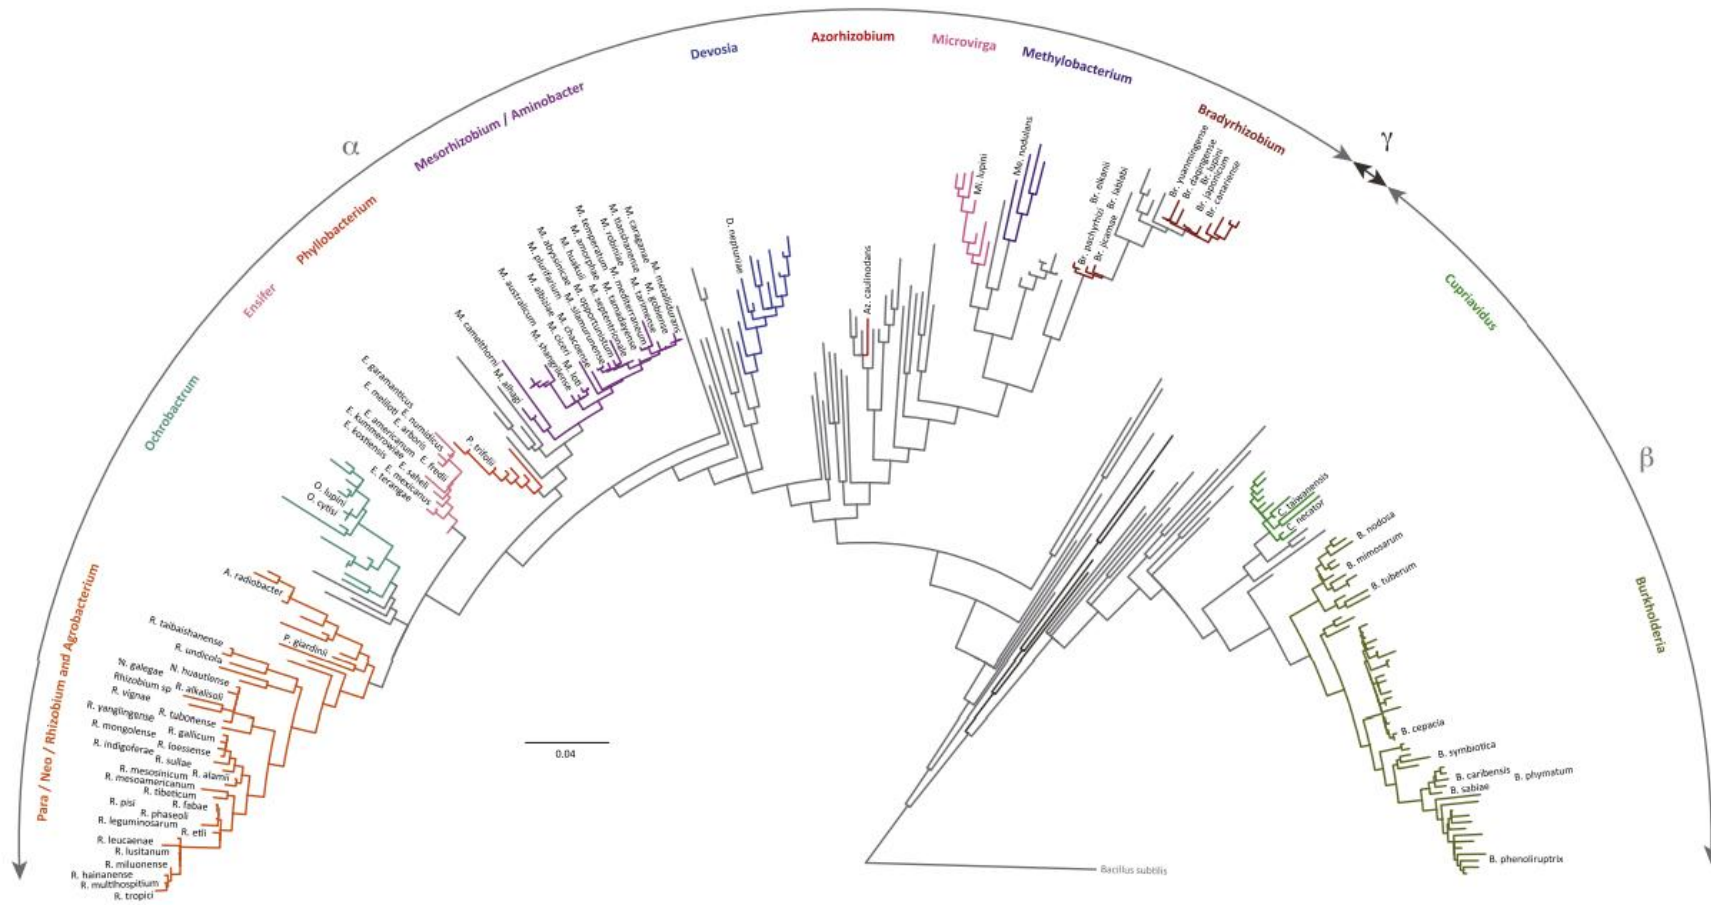 Devosia
Azorhizobium
Microvirga
Methylobacterium
Bradyrhizobium
Mesorhizobium / Aminobacter
α
γ
Phyllobacterium
Ensifer
Ochrobactrum
Para / Neo / Rhizobium and Agrobacterium
Cupriavidus
β
Burkholderia
R. tropici
R. multihospitium
R. hainanense
R. miluonense
R. lusitanum
R. leucaenae
R. etli
R. leguminosarum
R. phaseoli
R. pisi
R. fabae
R. tibeticum
R. mesoamericanum
R. mesosinicum
R. alamii
R. sullae
R. indigoferae
R. loessense
R. mongolense
R. gallicum
R. yanglingense
R. tubonense
R. vignae
Rhizobium sp
R. alkalisoli
N. galegae
N. huautlense
R. undicola
R. taibaishanense
P. giardinii
A. radiobacter
O. cytisi
O. lupini
E. terangae
E. mexicanus
E. saheli
E. kostiensis
E. fredii
E. kummerowiae
E. americanum
E. arboris
E. meliloti
E. numidicus
E. garamanticus
P. trifolii
M. alhagi
M. camelthorni
M. shangrilense
M. australicum
M. loti
M. ciceri
M. albiziae
M. chacoense
M. plurifarium
M. silamurunense
M. abyssinicae
M. opportunistum
M. huakuii
M. septentrionale
M. amorphae
M. tamadayense
M. temperatum
M. mediterraneum
M. robiniae
M. tarimense
M. tianshanense
M. gobiense
M. caraganae
M. metallidurans
D. neptuniae
Az. caulinodans
Mi. lupini
Me. nodulans
Br. pachyrhizi
Br. elkanii
Br. jicamae
Br. lablabi
Br. yuanmingense
Br. daqingense
Br. lupini
Br. japonicum
Br. canariense
C. taiwanensis
C. necator
B. nodosa
B. mimosarum
B. tuberum
B. cepacia
B. symbiotica
B. caribensis
B. phymatum
B. sabiae
B. phenoliruptrix
0.04
Bacillus subtilis